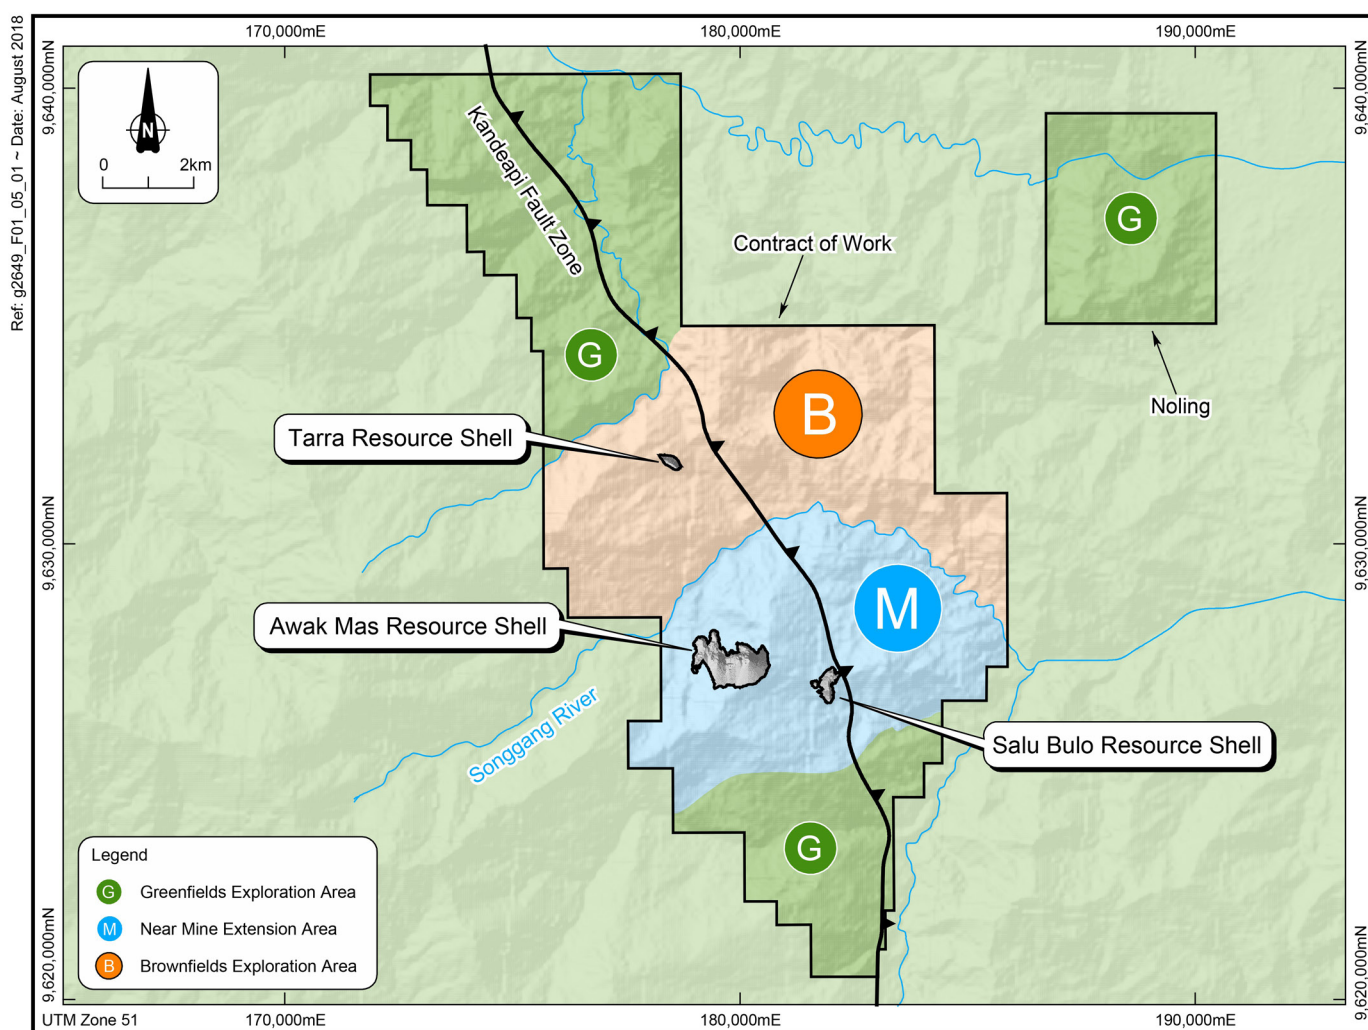 Ref: g2649_F01_05_01 ~ Date: August 2018
170,000mE
180,000mE
190,000mE
9,640,000mN
9,640,000mN
N
0 2km
Kandeapi Fault Zone
G
Contract of Work
G
Noling
B
Tarra Resource Shell
9,630,000mN
9,630,000mN
M
Awak Mas Resource Shell
Songgang River
Salu Bulo Resource Shell
G
Legend
G Greenfields Exploration Area
M Near Mine Extension Area
B Brownfields Exploration Area
9,620,000mN
9,620,000mN
UTM Zone 51
170,000mE
180,000mE
190,000mE